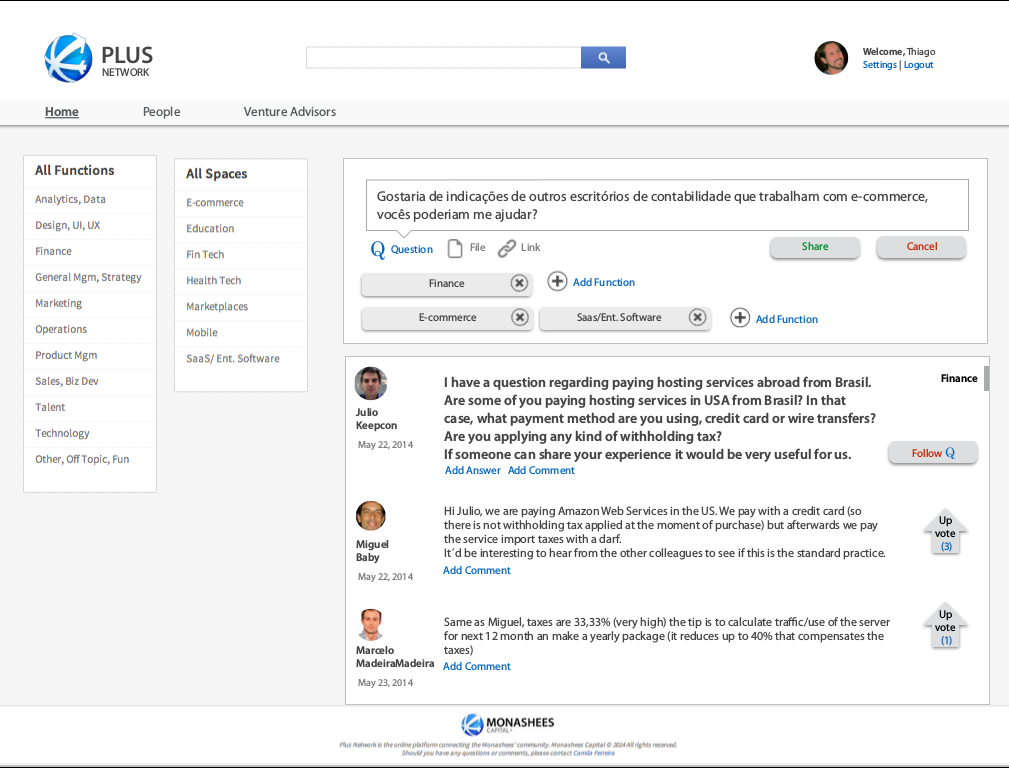 PLUS
NETWORK
Welcome, Thiago
Settings | Logout
Home
People
Venture Advisors
All Functions
Analytics, Data
Design, UI, UX
Finance
General Mgm, Strategy
Marketing
Operations
Product Mgm
Sales, Biz Dev
Talent
Technology
Other, Off Topic, Fun
All Spaces
E-commerce
Education
Fin Tech
Health Tech
Marketplaces
Mobile
SaaS/ Ent. Software
Gostaria de indicações de outros escritórios de contabilidade que trabalham com e-commerce,
vocês poderiam me ajudar?
Q Question
File
Link
Share
Cancel
Finance
Add Function
E-commerce
Saas/Ent. Software
Add Function
Julio
Keepcon
May 22, 2014
I have a question regarding paying hosting services abroad from Brasil.
Are some of you paying hosting services in USA from Brasil? In that
case, what payment method are you using, credit card or wire transfers?
Are you applying any kind of withholding tax?
If someone can share your experience it would be very useful for us.
Add Answer Add Comment
Finance
Follow Q
Miguel
Baby
May 22, 2014
Hi Julio, we are paying Amazon Web Services in the US. We pay with a credit card (so
there is not withholding tax applied at the moment of purchase) but afterwards we pay
the service import taxes with a darf.
It´d be interesting to hear from the other colleagues to see if this is the standard practice.
Add Comment
Up
vote
(3)
Marcelo
MadeiraMadeira
May 23, 2014
Same as Miguel, taxes are 33,33% (very high) the tip is to calculate traffic/use of the server
for next 12 month an make a yearly package (it reduces up to 40% that compensates the
taxes)
Add Comment
Up
vote
(1)
MONASHEES
CAPITAL+
Plus Network is the online platform connecting the Monashees' community. Monashees Capital © 2014 All rights reserved.
Should you have any questions or comments, please contact Camila Ferreira